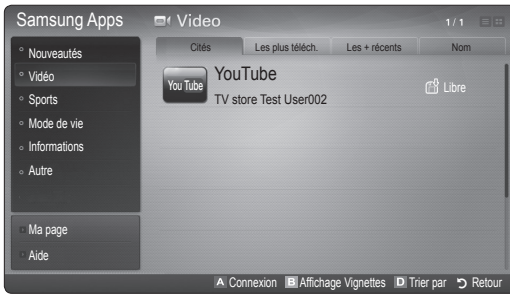 Samsung Apps
Video
1 / 1
Nouveautés
Vidéo
Sports
Mode de vie
Informations
Autre
Ma page
Aide
Cités
Les plus téléch.
Les + récents
Nom
You Tube
YouTube
TV store Test User002
Libre
A Connexion B Affichage Vignettes D Trier par Retour